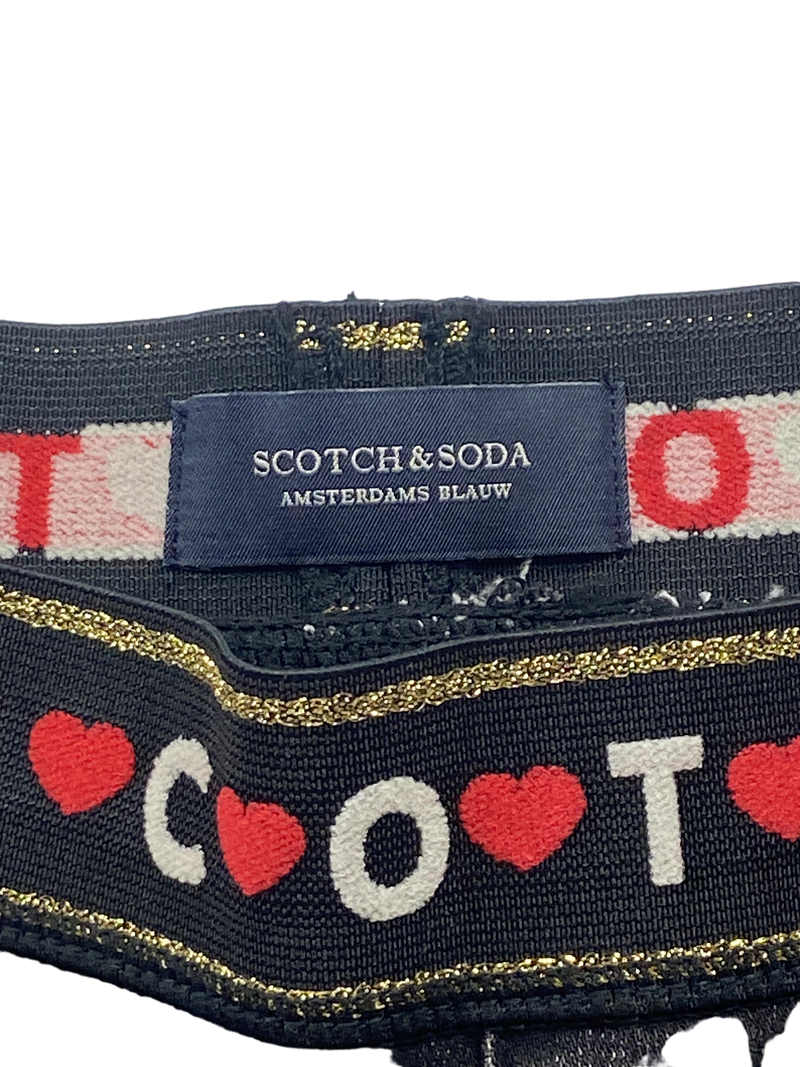 T O
SCOTCH & SODA
AMSTERDAMS BLAUW
C O T